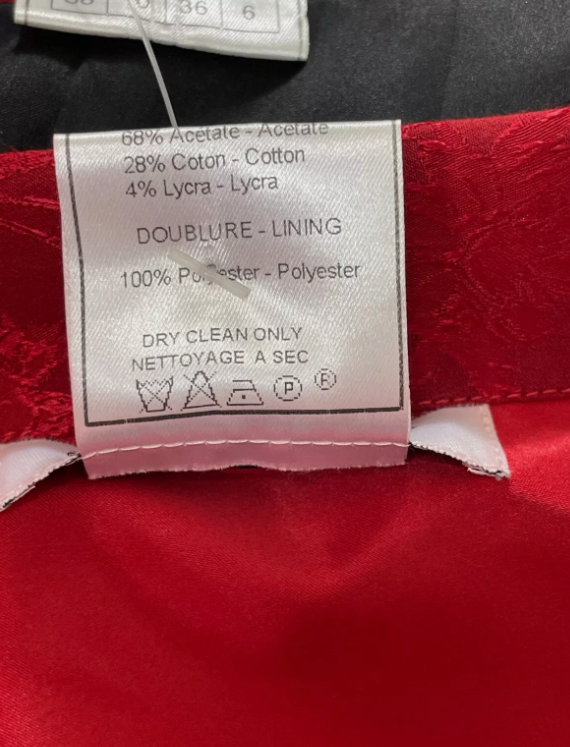 36 6
68% Acetate - Acetate
28% Coton - Cotton
4% Lycra - Lycra
DOUBLURE - LINING
100% Polyester - Polyester
DRY CLEAN ONLY
NETTOYAGE A SEC
P ®